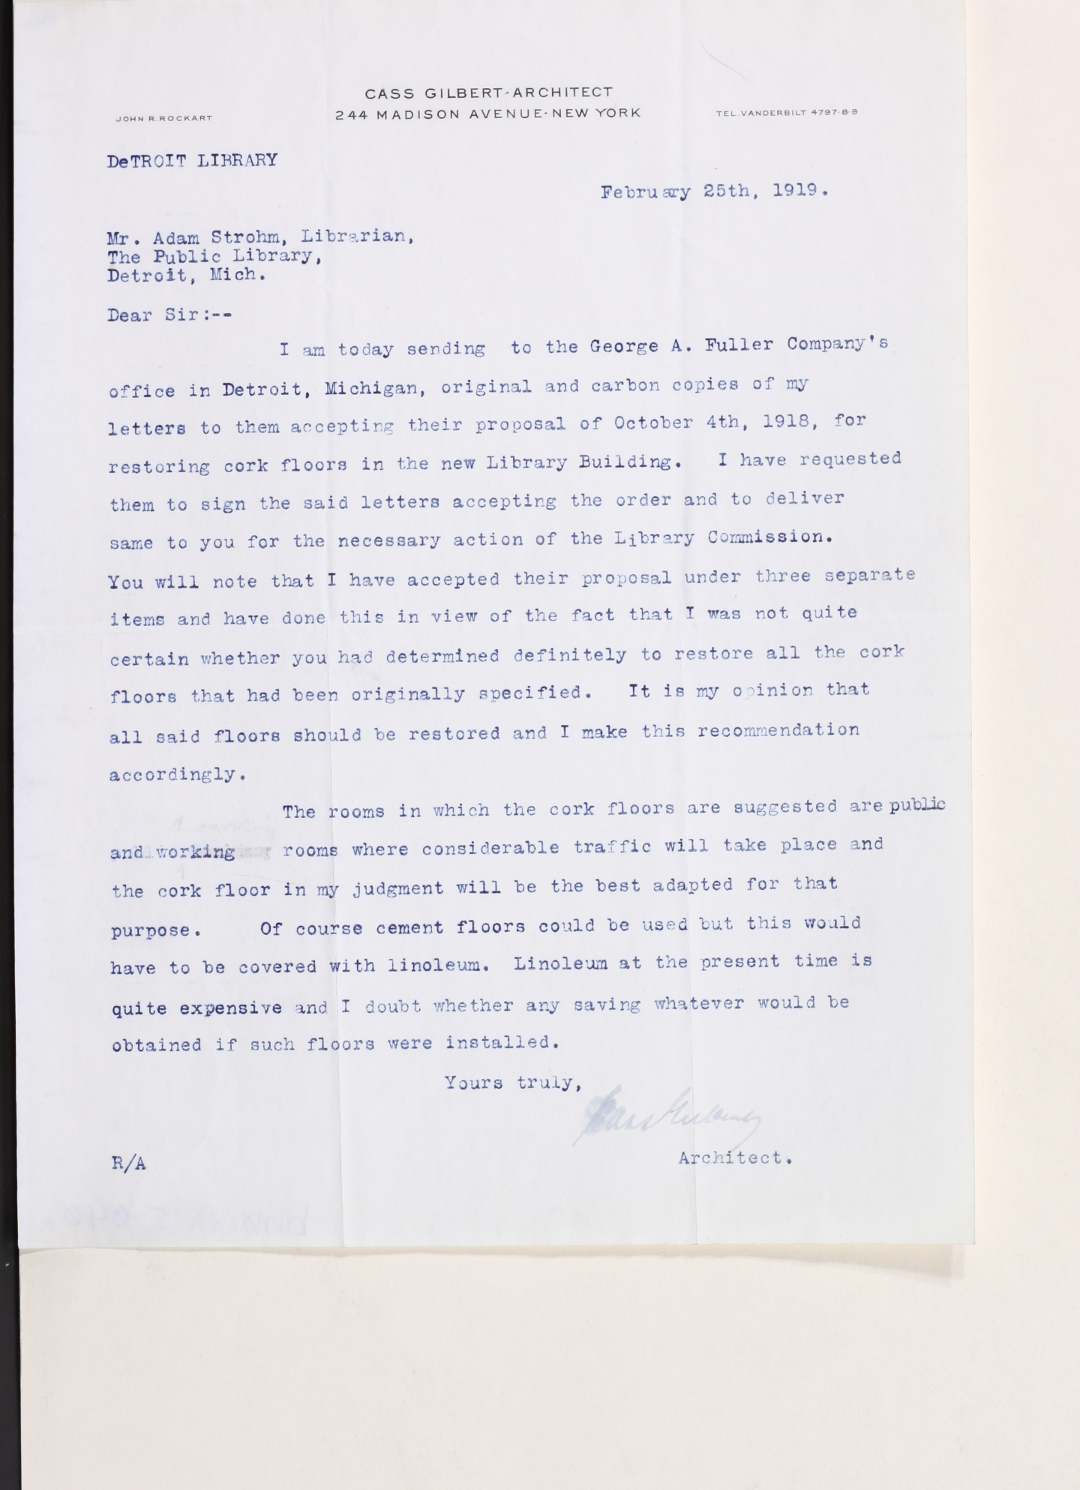 CASS GILBERT-ARCHITECT
244 MADISON AVENUE-NEW YORK
JOHN R. ROCKART
TEL. VANDERBILT 4797-8-9
DeTROIT LIBRARY
February 25th, 1919.
Mr. Adam Strohm, Librarian,
The Public Library,
Detroit, Mich.
Dear Sir:--
I am today sending to the George A. Fuller Company's
office in Detroit, Michigan, original and carbon copies of my
letters to them accepting their proposal of October 4th, 1918, for
restoring cork floors in the new Library Building. I have requested
them to sign the said letters accepting the order and to deliver
same to you for the necessary action of the Library Commission.
You will note that I have accepted their proposal under three separate
items and have done this in view of the fact that I was not quite
certain whether you had determined definitely to restore all the cork
floors that had been originally specified. It is my opinion that
all said floors should be restored and I make this recommendation
accordingly.
The rooms in which the cork floors are suggested are public
and working rooms where considerable traffic will take place and
the cork floor in my judgment will be the best adapted for that
purpose. Of course cement floors could be used but this would
have to be covered with linoleum. Linoleum at the present time is
quite expensive and I doubt whether any saving whatever would be
obtained if such floors were installed.
Yours truly,
Cass Gilbert
Architect.
R/A